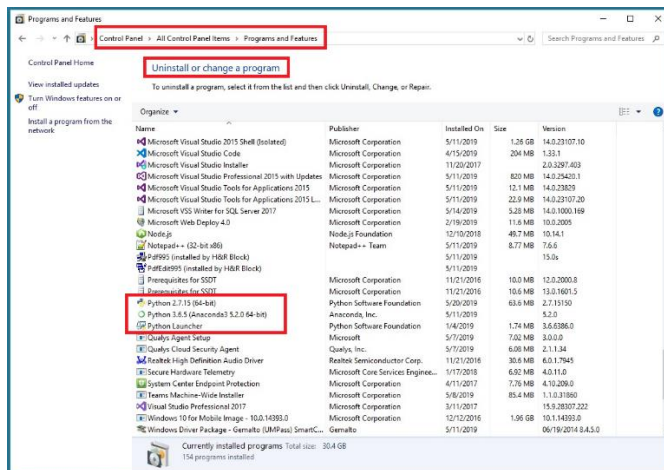 Programs and Features
Control Panel > All Control Panel Items > Programs and Features
Search Programs and Features
Control Panel Home
View installed updates
Turn Windows features on or off
Install a program from the network
Uninstall or change a program
To uninstall a program, select it from the list and then click Uninstall, Change, or Repair.
Organize
Name Publisher Installed On Size Version
Microsoft Visual Studio 2015 Shell (Isolated) Microsoft Corporation 5/11/2019 1.26 GB 14.0.23107.10
Microsoft Visual Studio Code Microsoft Corporation 4/15/2019 204 MB 1.33.1
Microsoft Visual Studio Installer Microsoft Corporation 11/20/2017 2.0.3297.403
Microsoft Visual Studio Professional 2015 with Updates Microsoft Corporation 5/11/2019 820 MB 14.0.25420.1
Microsoft Visual Studio Tools for Applications 2015 Microsoft Corporation 5/11/2019 12.1 MB 14.0.23829
Microsoft Visual Studio Tools for Applications 2015 L... Microsoft Corporation 5/11/2019 22.9 MB 14.0.23107.20
Microsoft VSS Writer for SQL Server 2017 Microsoft Corporation 5/14/2019 5.28 MB 14.0.1000.169
Microsoft Web Deploy 4.0 Microsoft Corporation 2/19/2019 11.6 MB 10.0.2005
Node.js Node.js Foundation 12/10/2018 49.7 MB 10.14.1
Notepad++ (32-bit x86) Notepad++ Team 5/11/2019 8.77 MB 7.6.6
Pdf995 (installed by H&R Block) 5/11/2019 15.0s
PdfEdit995 (installed by H&R Block) 5/11/2019
Prerequisites for SSDT Microsoft Corporation 11/21/2016 10.0 MB 12.0.2000.8
Prerequisites for SSDT Microsoft Corporation 11/21/2016 16.6 MB 13.0.1601.5
Python 2.7.15 (64-bit) Python Software Foundation 5/20/2019 63.6 MB 2.7.15150
Python 3.6.5 (Anaconda3 5.2.0 64-bit) Anaconda, Inc. 5/11/2019 5.2.0
Python Launcher Python Software Foundation 1/4/2019 1.74 MB 3.6.6386.0
Qualys Agent Setup Microsoft 5/7/2019 7.02 MB 3.0.0.0
Qualys Cloud Security Agent Qualys, Inc. 5/7/2019 6.08 MB 2.1.1.34
Realtek High Definition Audio Driver Realtek Semiconductor Corp. 11/21/2016 30.6 MB 6.0.1.7945
Secure Hardware Telemetry Microsoft Core Services Enginee... 1/17/2018 6.92 MB 4.0.11.0
System Center Endpoint Protection Microsoft Corporation 4/11/2017 7.76 MB 4.10.209.0
Teams Machine-Wide Installer Microsoft Corporation 5/8/2019 85.4 MB 1.1.0.31860
Visual Studio Professional 2017 Microsoft Corporation 3/11/2017 15.9.28307.222
Windows 10 for Mobile Image - 10.0.14393.0 Microsoft Corporation 12/12/2016 1.96 GB 10.1.14393.0
Windows Driver Package - Gemalto (UMPass) SmartC... Gemalto 5/11/2019 06/19/2014 8.4.5.0
Currently installed programs Total size: 30.4 GB
154 programs installed